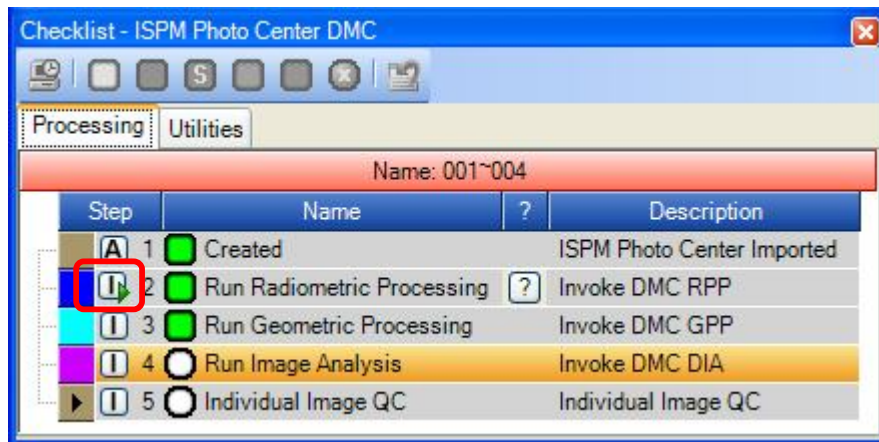 Checklist - ISPM Photo Center DMC
S
Processing Utilities
Name: 001~004
Step Name ? Description
A 1 Created ISPM Photo Center Imported
I 2 Run Radiometric Processing ? Invoke DMC RPP
I 3 Run Geometric Processing Invoke DMC GPP
I 4 Run Image Analysis Invoke DMC DIA
I 5 Individual Image QC Individual Image QC